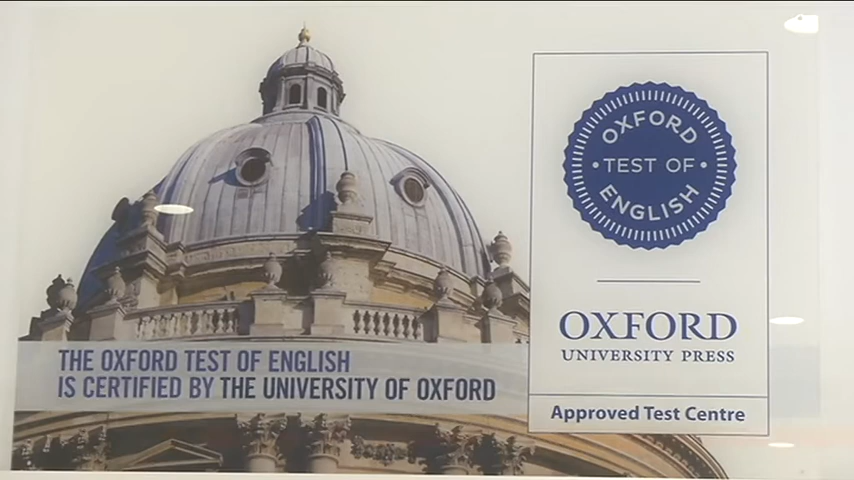 THE OXFORD TEST OF ENGLISH
IS CERTIFIED BY THE UNIVERSITY OF OXFORD
OXFORD
TEST OF
ENGLISH
OXFORD
UNIVERSITY PRESS
Approved Test Centre